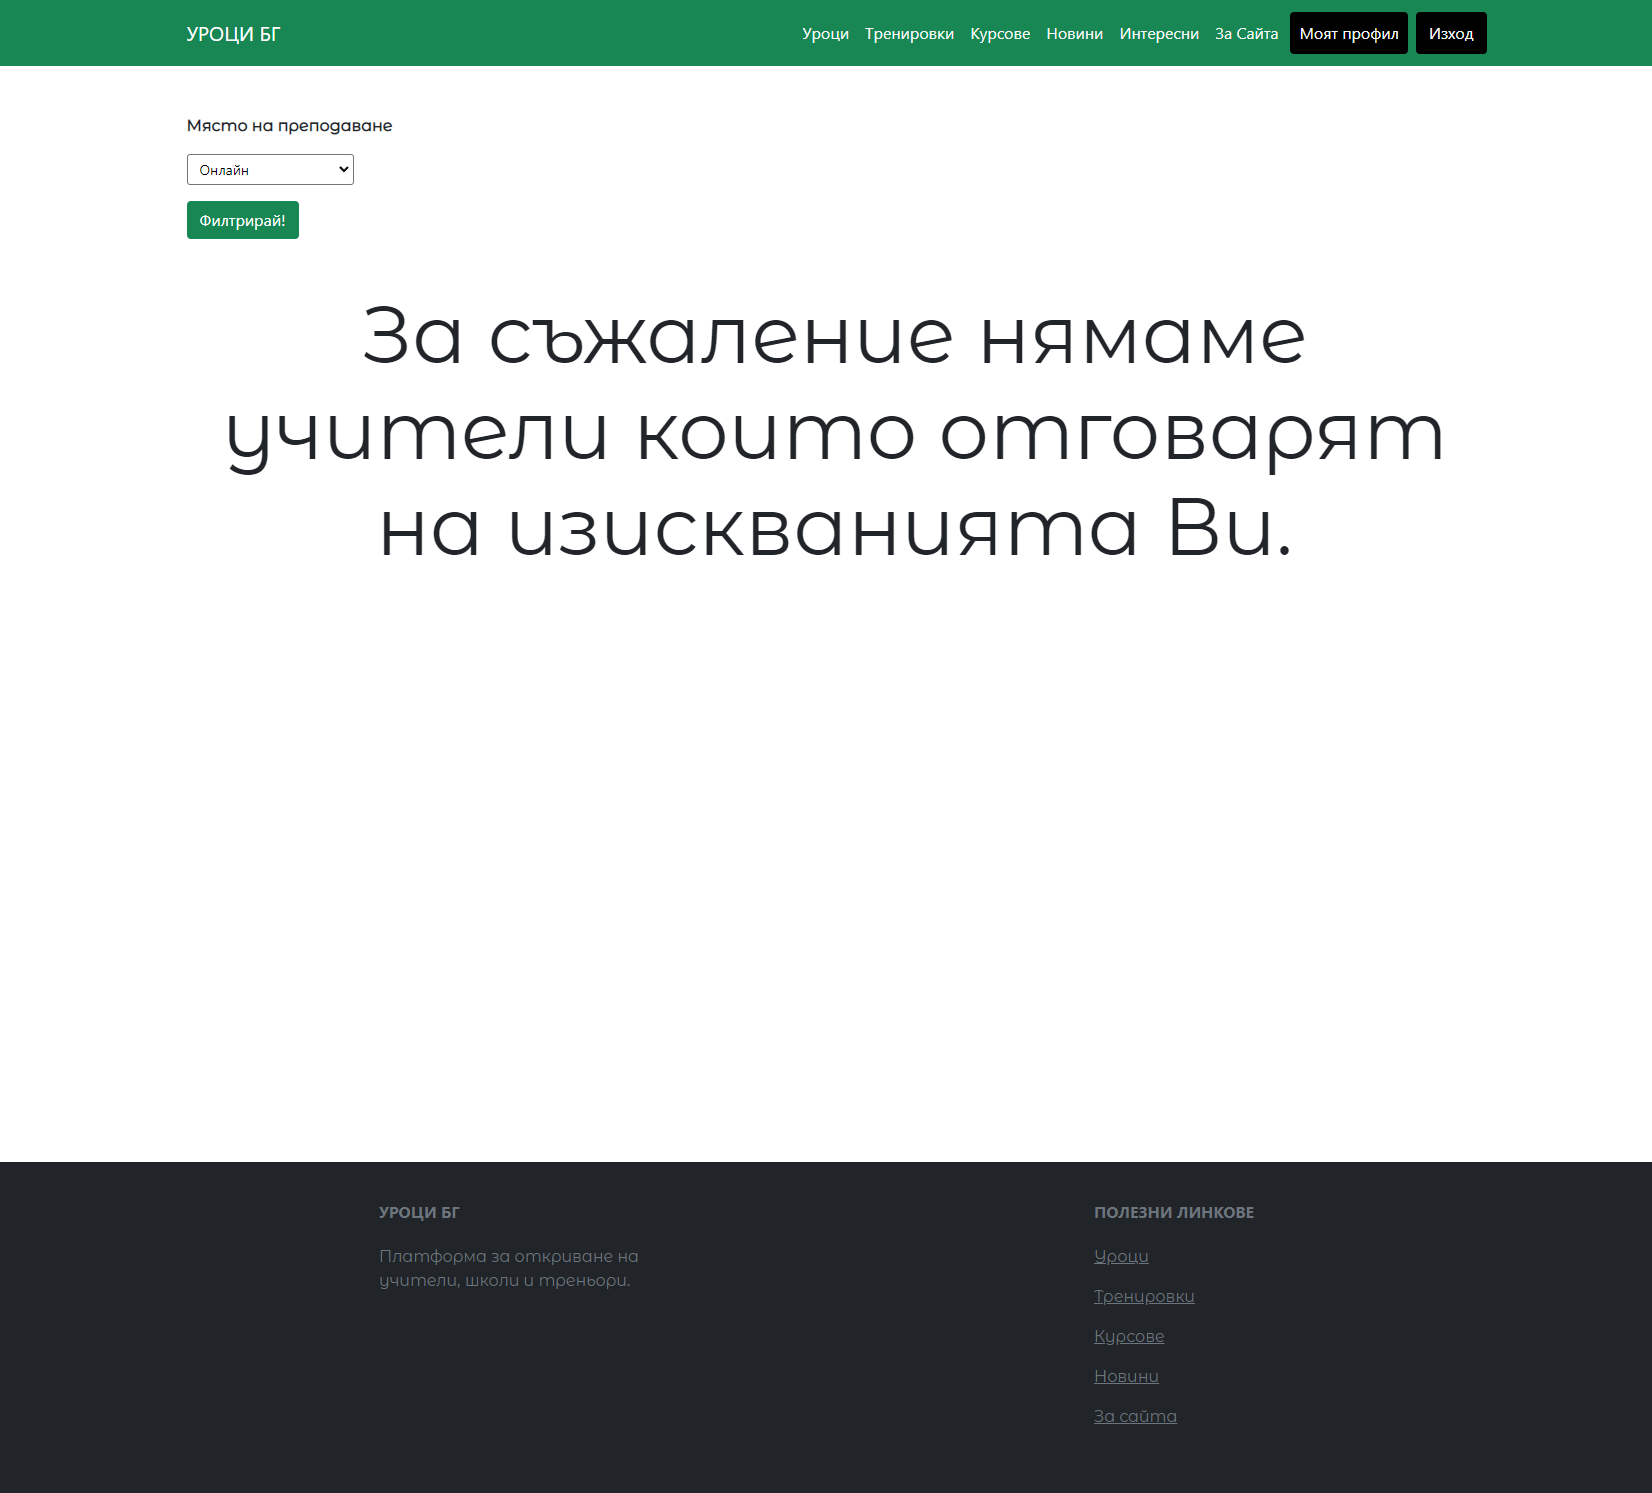 УРОЦИ БГ
Уроци Тренировки Курсове Новини Интересни За Сайта Моят профил Изход
Място на преподаване
Онлайн
Филтрирай!
За съжаление нямаме
учители които отговарят
на изискванията Ви.
УРОЦИ БГ
Платформа за откриване на
учители, школи и треньори.
ПОЛЕЗНИ ЛИНКОВЕ
Уроци
Тренировки
Курсове
Новини
За сайта